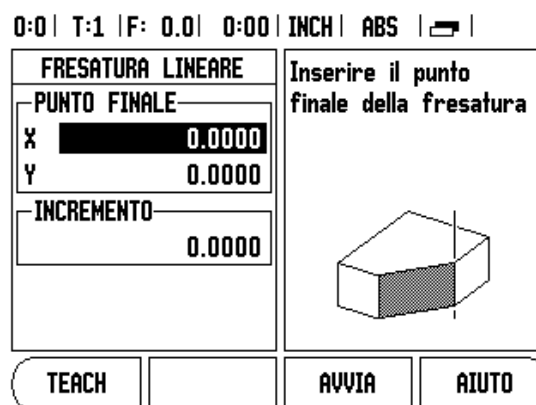 0:0| T:1 |F: 0.0| 0:00| INCH| ABS | |
FRESATURA LINEARE
PUNTO FINALE
X 0.0000
Y 0.0000
INCREMENTO
0.0000
Inserire il punto
finale della fresatura
TEACH AVVIA AIUTO